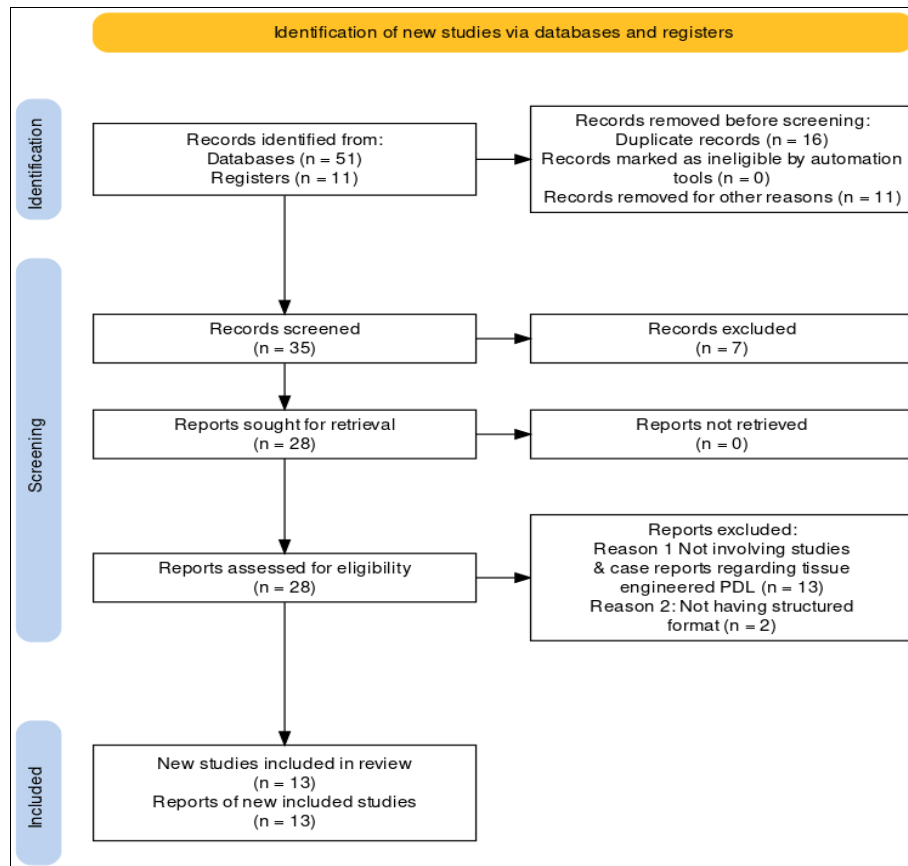 Identification of new studies via databases and registers
Identification
Records identified from:
Databases (n = 51)
Registers (n = 11)
Records removed before screening:
Duplicate records (n = 16)
Records marked as ineligible by automation
tools (n = 0)
Records removed for other reasons (n = 11)
Screening
Records screened
(n = 35)
Records excluded
(n = 7)
Reports sought for retrieval
(n = 28)
Reports not retrieved
(n = 0)
Reports assessed for eligibility
(n = 28)
Reports excluded:
Reason 1 Not involving studies
& case reports regarding tissue
engineered PDL (n = 13)
Reason 2: Not having structured
format (n = 2)
Included
New studies included in review
(n = 13)
Reports of new included studies
(n = 13)